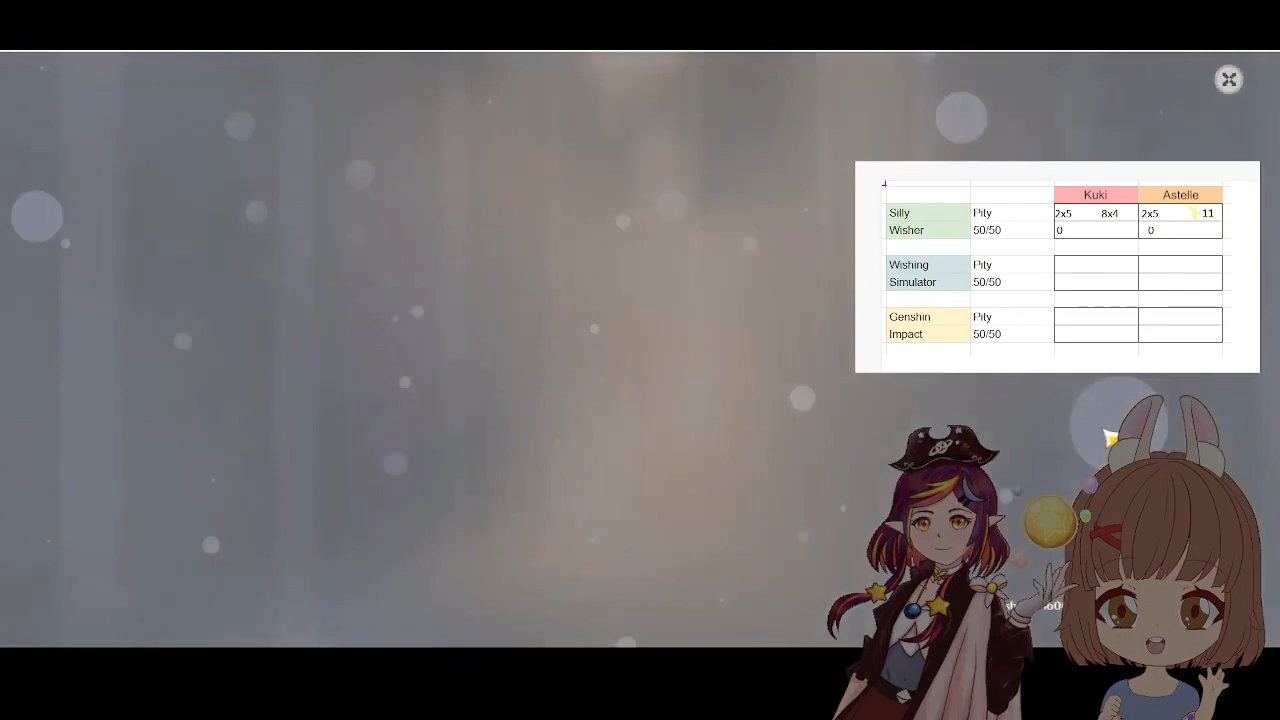 Kuki Astelle
Silly Pity 2x5 8x4 2x5 11
Wisher 50/50 0 0
Wishing Pity
Simulator 50/50
Genshin Pity
Impact 50/50